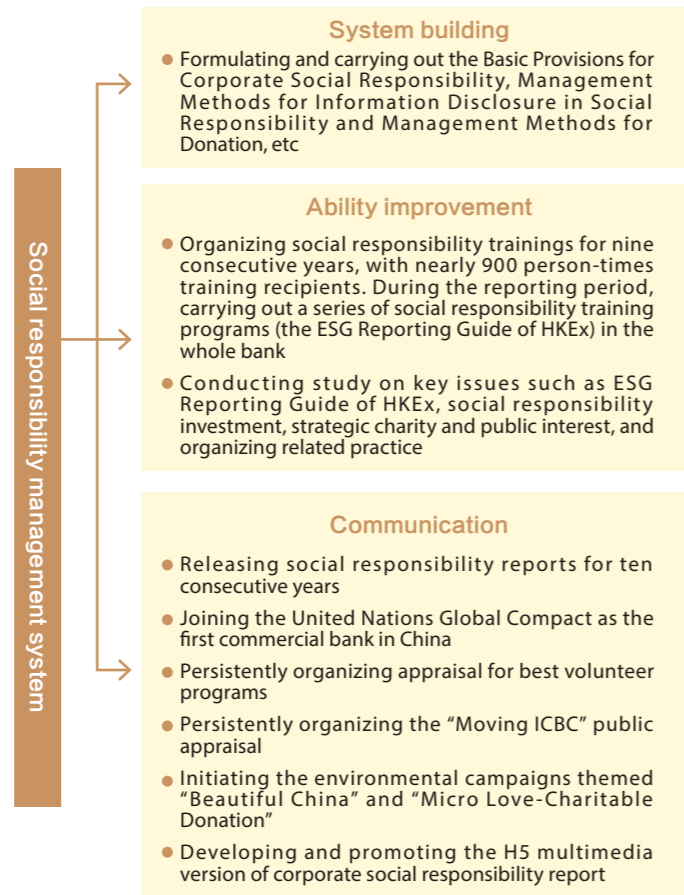 System building
Formulating and carrying out the Basic Provisions for
Corporate Social Responsibility, Management
Methods for Information Disclosure in Social
Responsibility and Management Methods for
Donation, etc
Social responsibility management system
Ability improvement
Organizing social responsibility trainings for nine
consecutive years, with nearly 900 person-times
training recipients. During the reporting period,
carrying out a series of social responsibility training
programs (the ESG Reporting Guide of HKEx) in the
whole bank
Conducting study on key issues such as ESG
Reporting Guide of HKEx, social responsibility
investment, strategic charity and public interest, and
organizing related practice
Communication
Releasing social responsibility reports for ten
consecutive years
Joining the United Nations Global Compact as the
first commercial bank in China
Persistently organizing appraisal for best volunteer
programs
Persistently organizing the “Moving ICBC” public
appraisal
Initiating the environmental campaigns themed
“Beautiful China” and “Micro Love-Charitable
Donation”
Developing and promoting the H5 multimedia
version of corporate social responsibility report